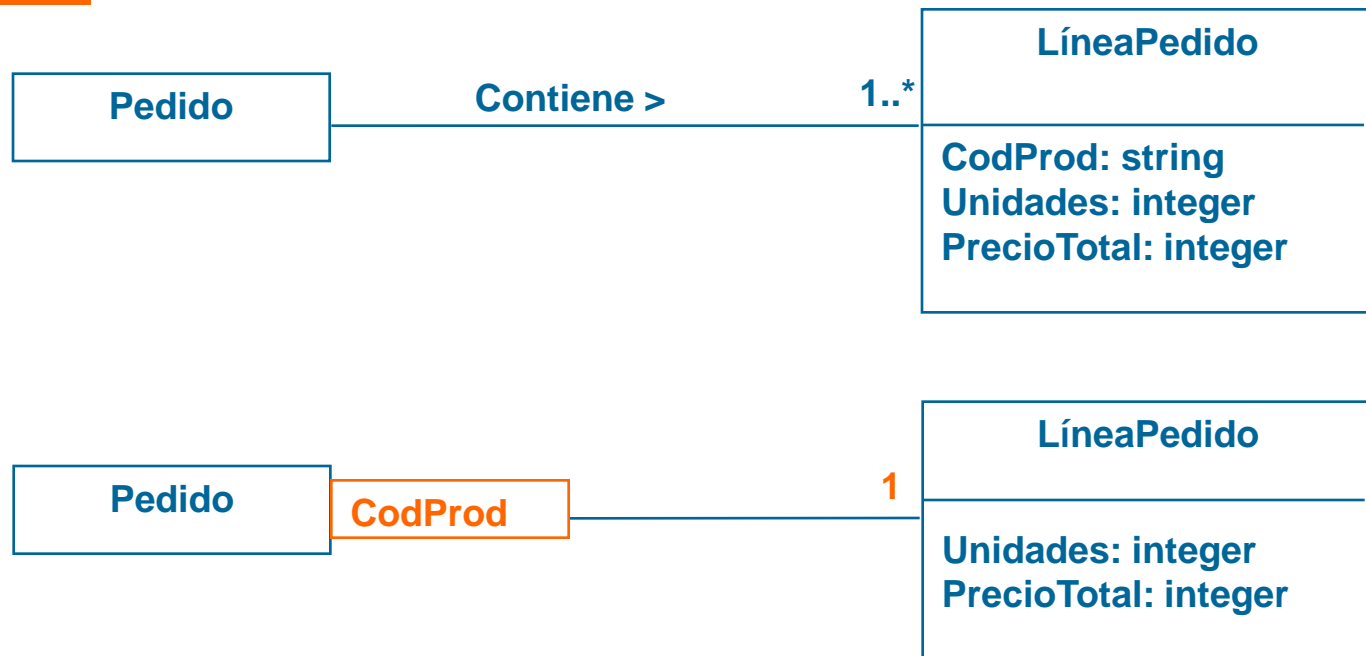 Pedido
Contiene >
1..*
LíneaPedido
CodProd: string
Unidades: integer
PrecioTotal: integer
Pedido
CodProd
1
LíneaPedido
Unidades: integer
PrecioTotal: integer